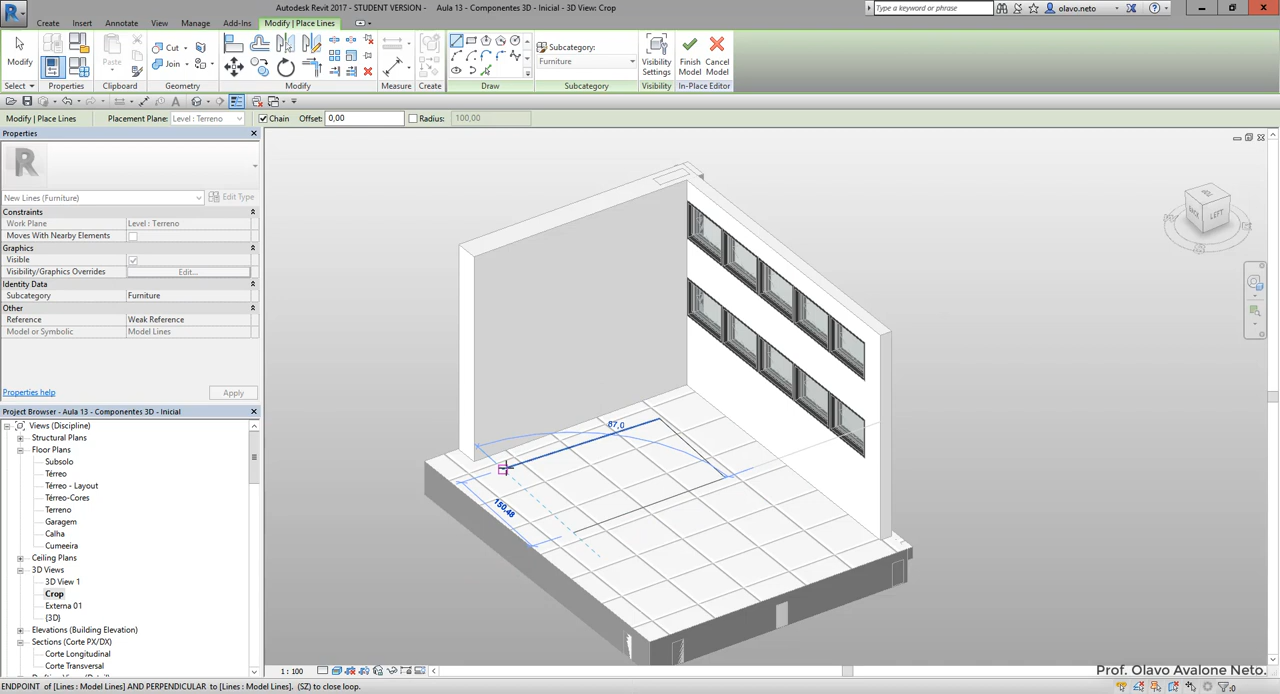 Autodesk Revit 2017 - STUDENT VERSION - Aula 13 - Componentes 3D - Inicial - 3D View: Crop
Type a keyword or phrase
olavo.neto
Create Insert Annotate View Manage Add-Ins Modify | Place Lines
Modify
Paste
Cut
Join
Subcategory:
Furniture
Visibility Settings
Finish Model
Cancel Model
Select Properties Clipboard Geometry Modify Measure Create Draw Subcategory Visibility In-Place Editor
Modify | Place Lines Placement Plane: Level : Terreno Chain Offset: 0,00 Radius: 100,00
Properties
New Lines (Furniture) Edit Type
Constraints
Work Plane Level : Terreno
Moves With Nearby Elements
Graphics
Visible
Visibility/Graphics Overrides Edit...
Identity Data
Subcategory Furniture
Other
Reference Weak Reference
Model or Symbolic Model Lines
Properties help Apply
Project Browser - Aula 13 - Componentes 3D - Inicial
Views (Discipline)
Structural Plans
Floor Plans
Subsolo
Térreo
Térreo - Layout
Térreo-Cores
Terreno
Garagem
Calha
Cumeeira
Ceiling Plans
3D Views
3D View 1
Crop
Externa 01
{3D}
Elevations (Building Elevation)
Sections (Corte PX/DX)
Corte Longitudinal
Corte Transversal
BACK
LEFT
87,0
150,48
1 : 100
Prof. Olavo Avalone Neto.
ENDPOINT of [Lines : Model Lines] AND PERPENDICULAR to [Lines : Model Lines]. (SZ) to close loop.
:0